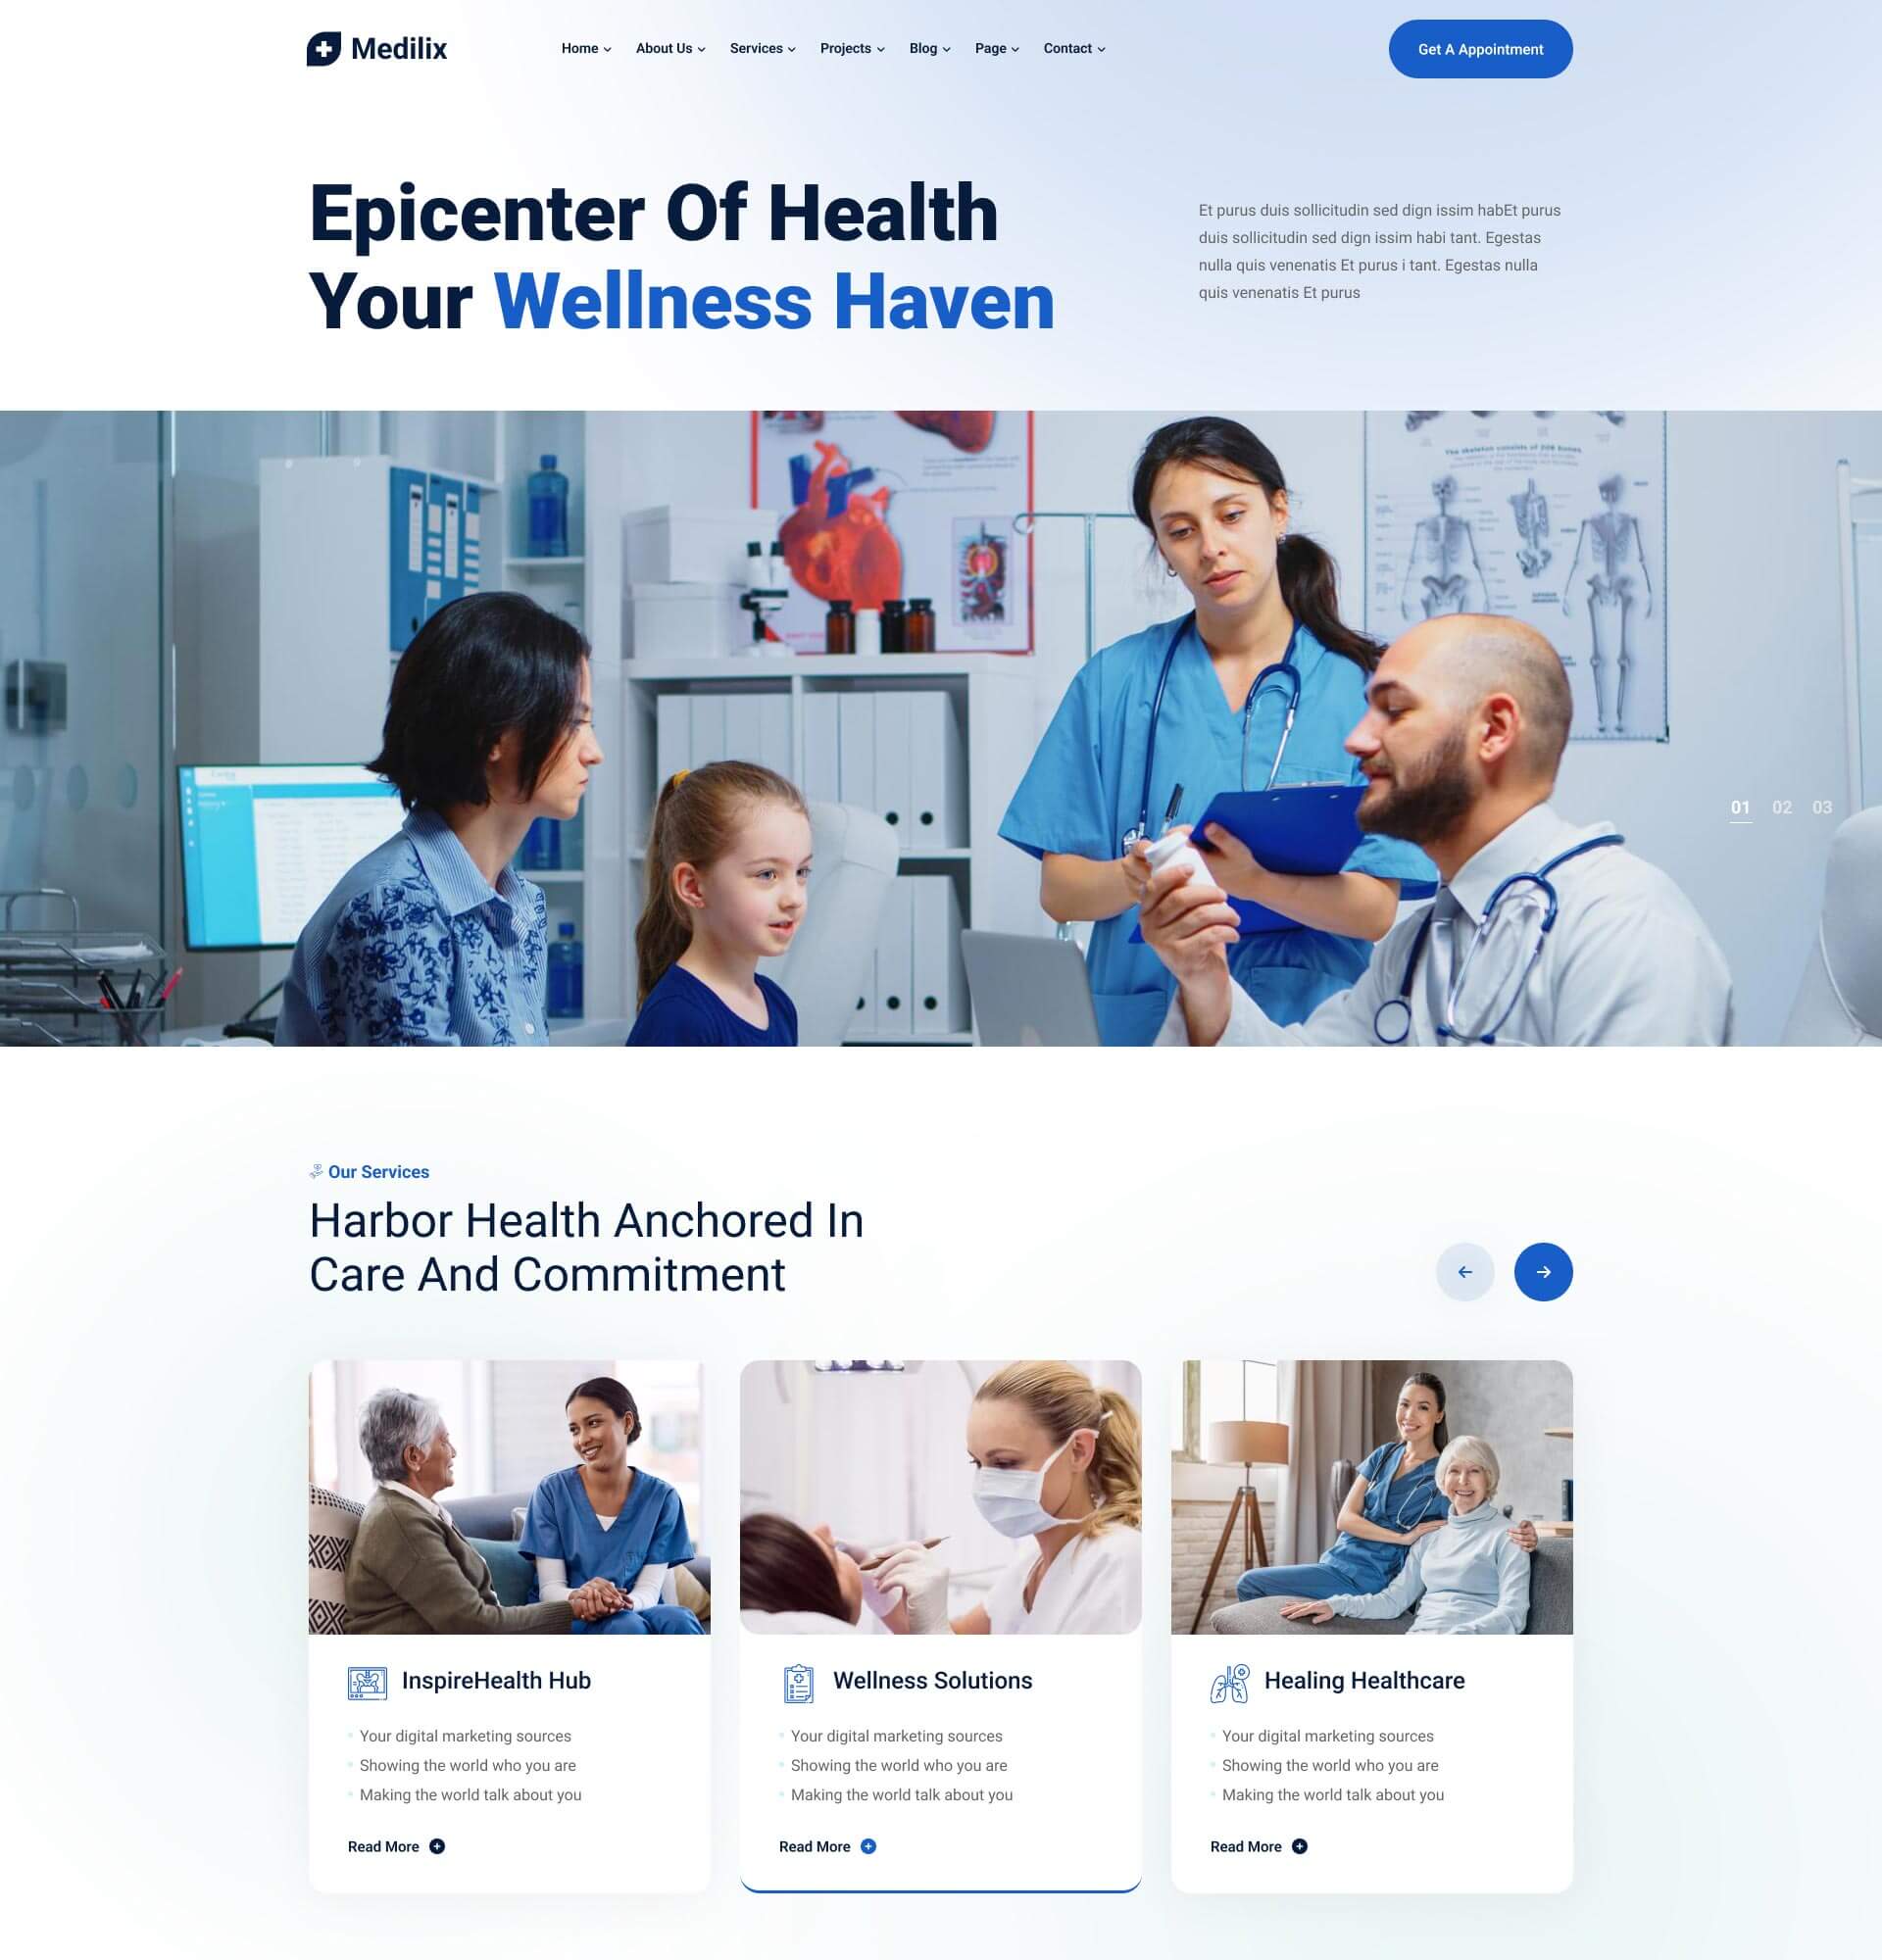 Medilix
Home
About Us
Services
Projects
Blog
Page
Contact
Get A Appointment
Epicenter Of Health
Your Wellness Haven
Et purus duis sollicitudin sed dign issim habEt purus
duis sollicitudin sed dign issim habi tant. Egestas
nulla quis venenatis Et purus i tant. Egestas nulla
quis venenatis Et purus
The skeleton consists of 206 bones.
01 02 03
Our Services
Harbor Health Anchored In
Care And Commitment
InspireHealth Hub
Your digital marketing sources
Showing the world who you are
Making the world talk about you
Read More
Wellness Solutions
Your digital marketing sources
Showing the world who you are
Making the world talk about you
Read More
Healing Healthcare
Your digital marketing sources
Showing the world who you are
Making the world talk about you
Read More